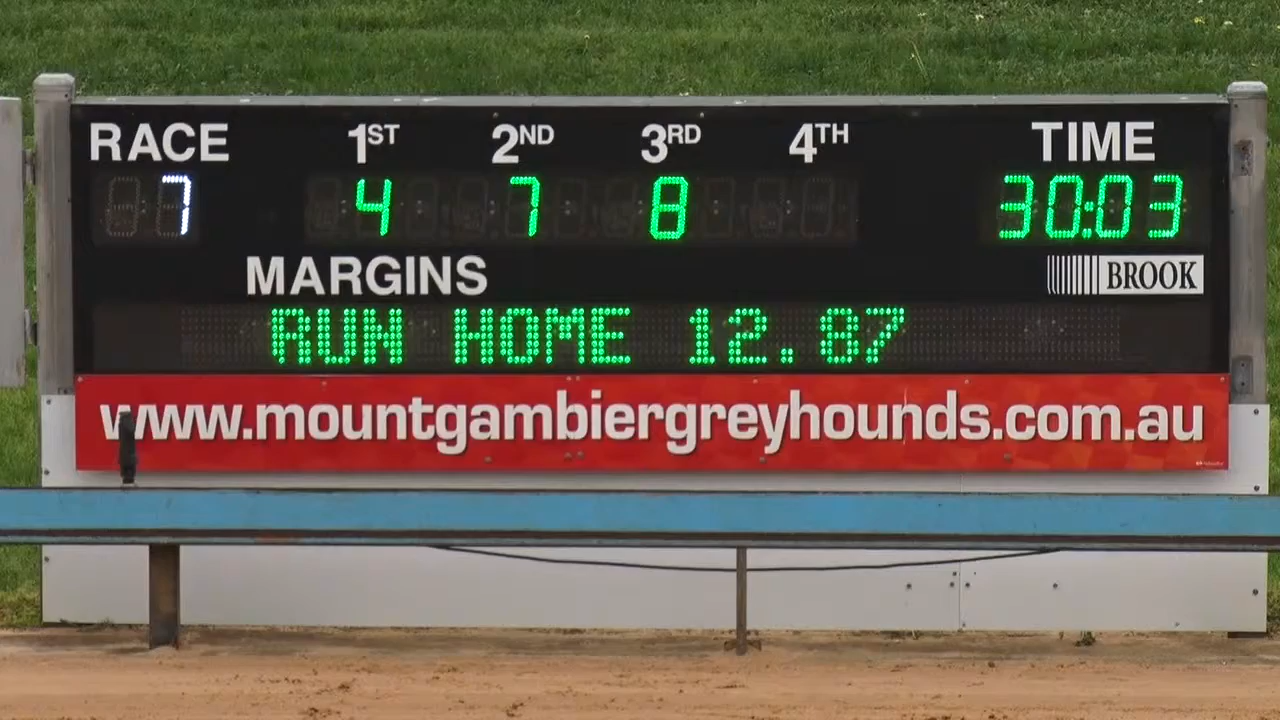 RACE 1ST 2ND 3RD 4TH TIME
7 4 7 8 30:03
MARGINS BROOK
RUN HOME 12.87
www.mountgambiergreyhounds.com.au